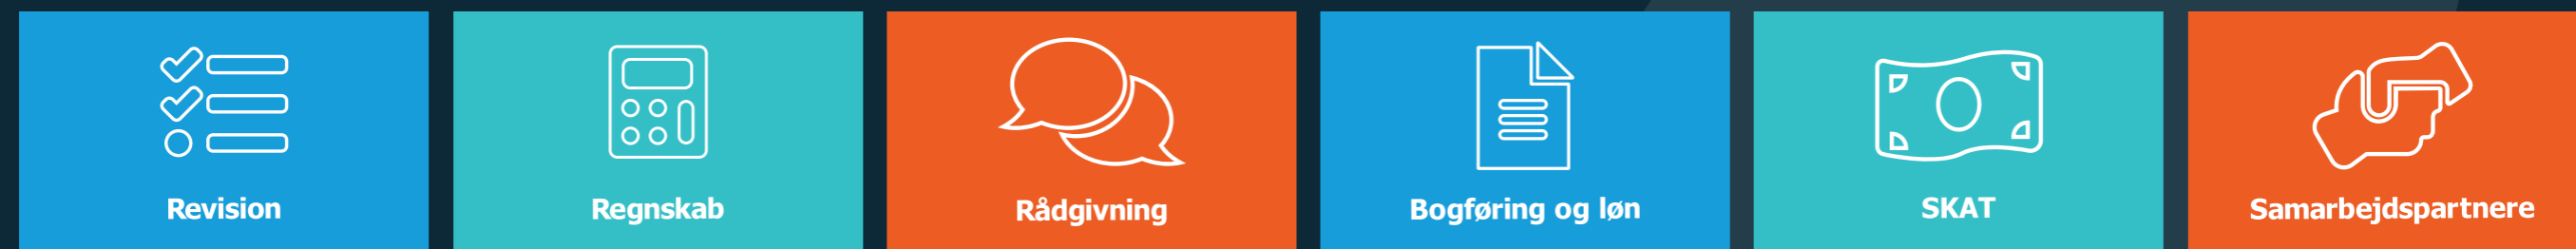 Revision
Regnskab
Rådgivning
Bogføring og løn
SKAT
Samarbejdspartnere